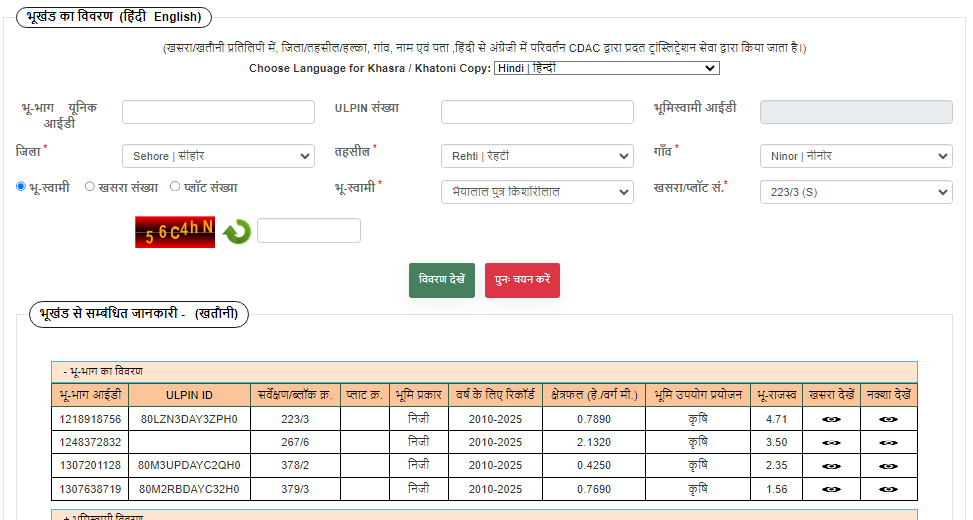 भूखंड का विवरण (हिंदी English)
(खसरा/खतौनी प्रतिलिपी में, जिला/तहसील/हल्का, गांव, नाम एवं पता ,हिंदी से अंग्रेजी में परिवर्तन CDAC द्वारा प्रदत ट्रांस्लिट्रेशन सेवा द्वारा किया जाता है।)
Choose Language for Khasra / Khatoni Copy: Hindi | हिन्दी
भू-भाग यूनिक आईडी ULPIN संख्या भूमिस्वामी आईडी
जिला * Sehore | सीहोर तहसील * Rehti | रेहटी गाँव * Ninor | नीनोर
भू-स्वामी खसरा संख्या प्लॉट संख्या भू-स्वामी * भैयालाल पुत्र किशोरीलाल खसरा/प्लॉट सं.* 223/3 (S)
56C4hN
विवरण देखें पुनः चयन करें
भूखंड से सम्बंधित जानकारी - (खतौनी)
- भू-भाग का विवरण
भू-भाग आईडी ULPIN ID सर्वेक्षण/ब्लॉक क्र. प्लाट क्र. भूमि प्रकार वर्ष के लिए रिकॉर्ड क्षेत्रफल (हे./वर्ग मी.) भूमि उपयोग प्रयोजन भू-राजस्व खसरा देखें नक्शा देखें
1218918756 80LZN3DAY3ZPH0 223/3 निजी 2010-2025 0.7890 कृषि 4.71
1248372832 267/6 निजी 2010-2025 2.1320 कृषि 3.50
1307201128 80M3UPDAYC2QH0 378/2 निजी 2010-2025 0.4250 कृषि 2.35
1307638719 80M2RBDAYC32H0 379/3 निजी 2010-2025 0.7690 कृषि 1.56
+ भूमिस्वामी विवरण